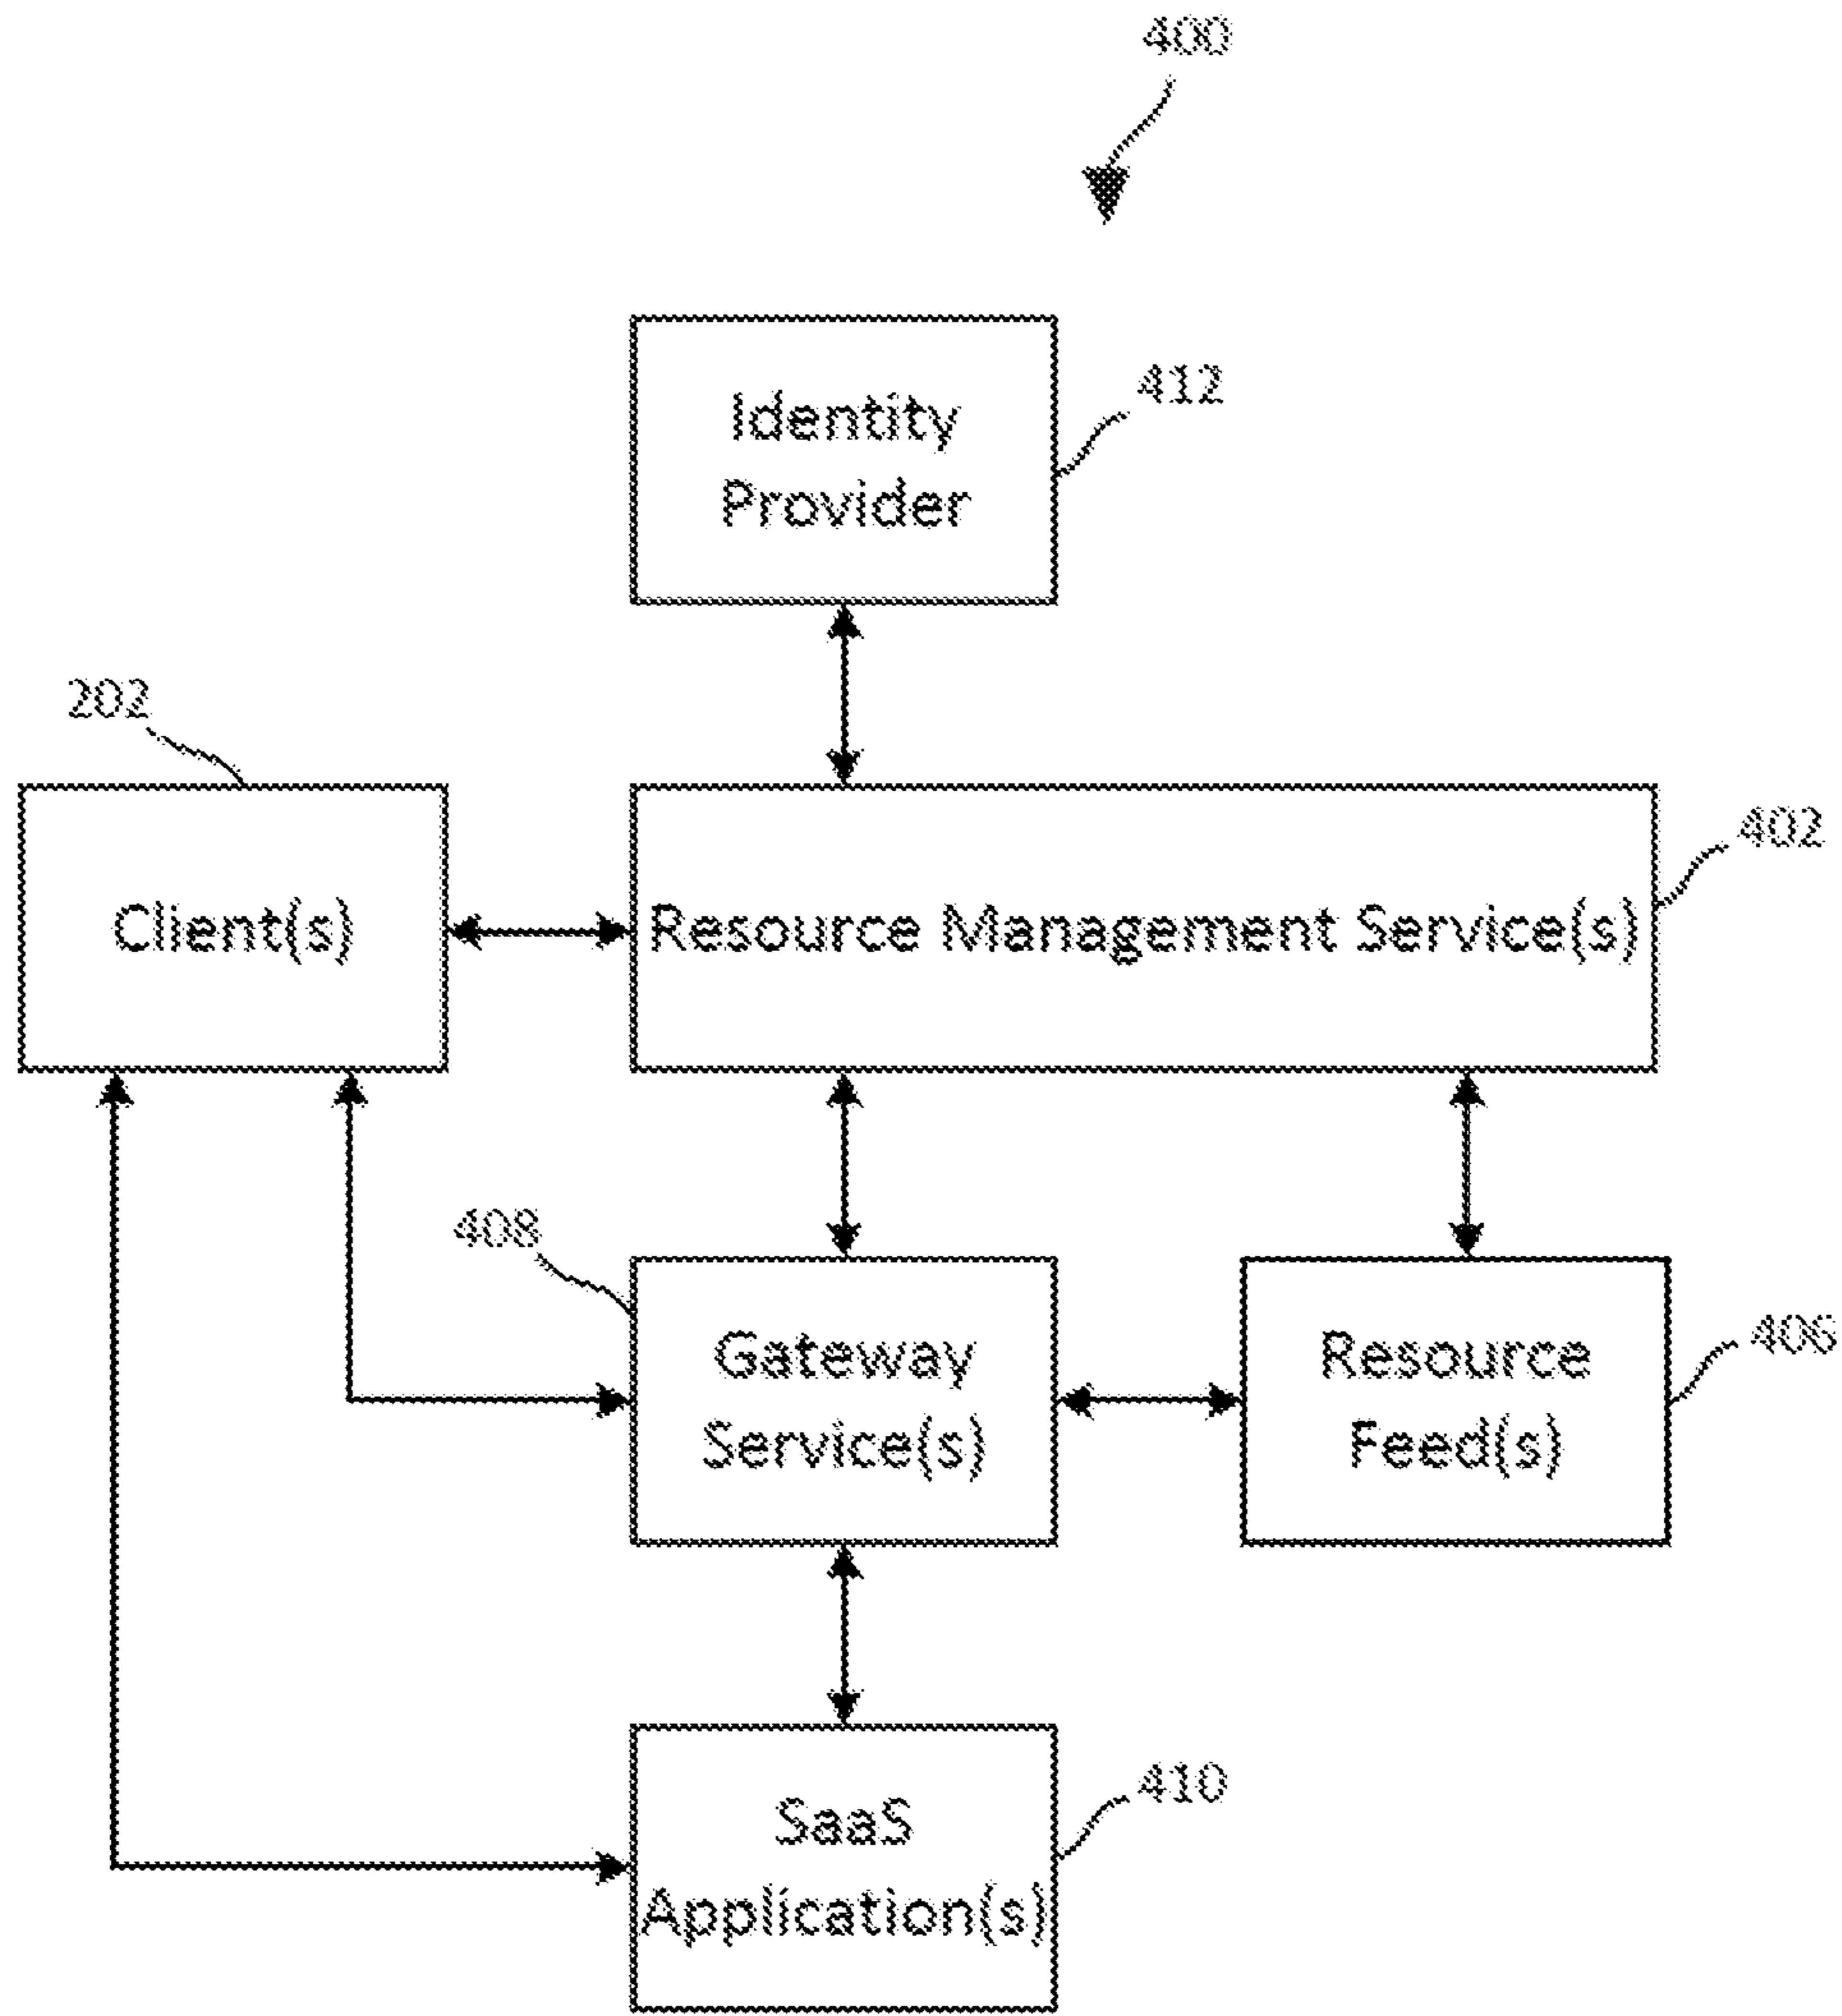 400
Identity
Provider
412
202
Client(s)
Resource Management Service(s)
402
408
Gateway
Service(s)
Resource
Feed(s)
406
SaaS
Application(s)
410